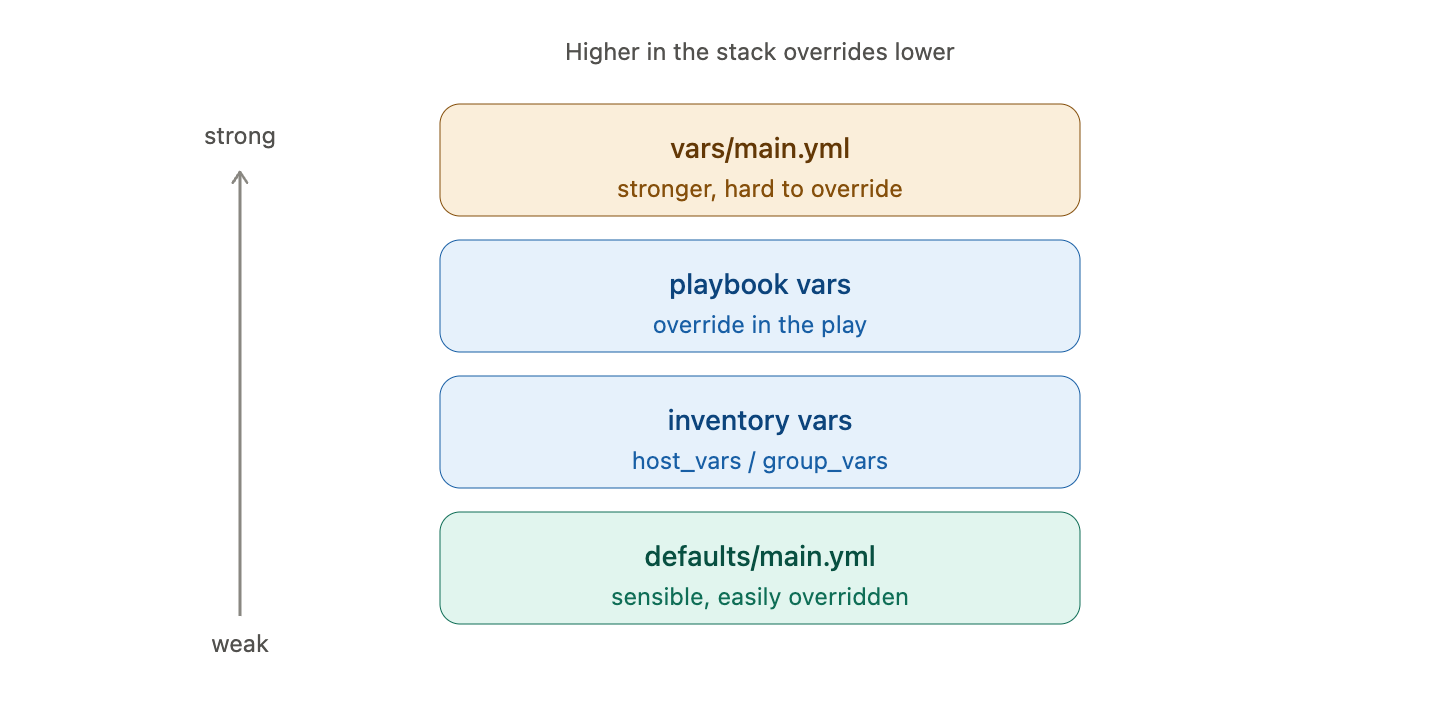 Higher in the stack overrides lower
strong
vars/main.yml
stronger, hard to override
playbook vars
override in the play
inventory vars
host_vars / group_vars
defaults/main.yml
sensible, easily overridden
weak